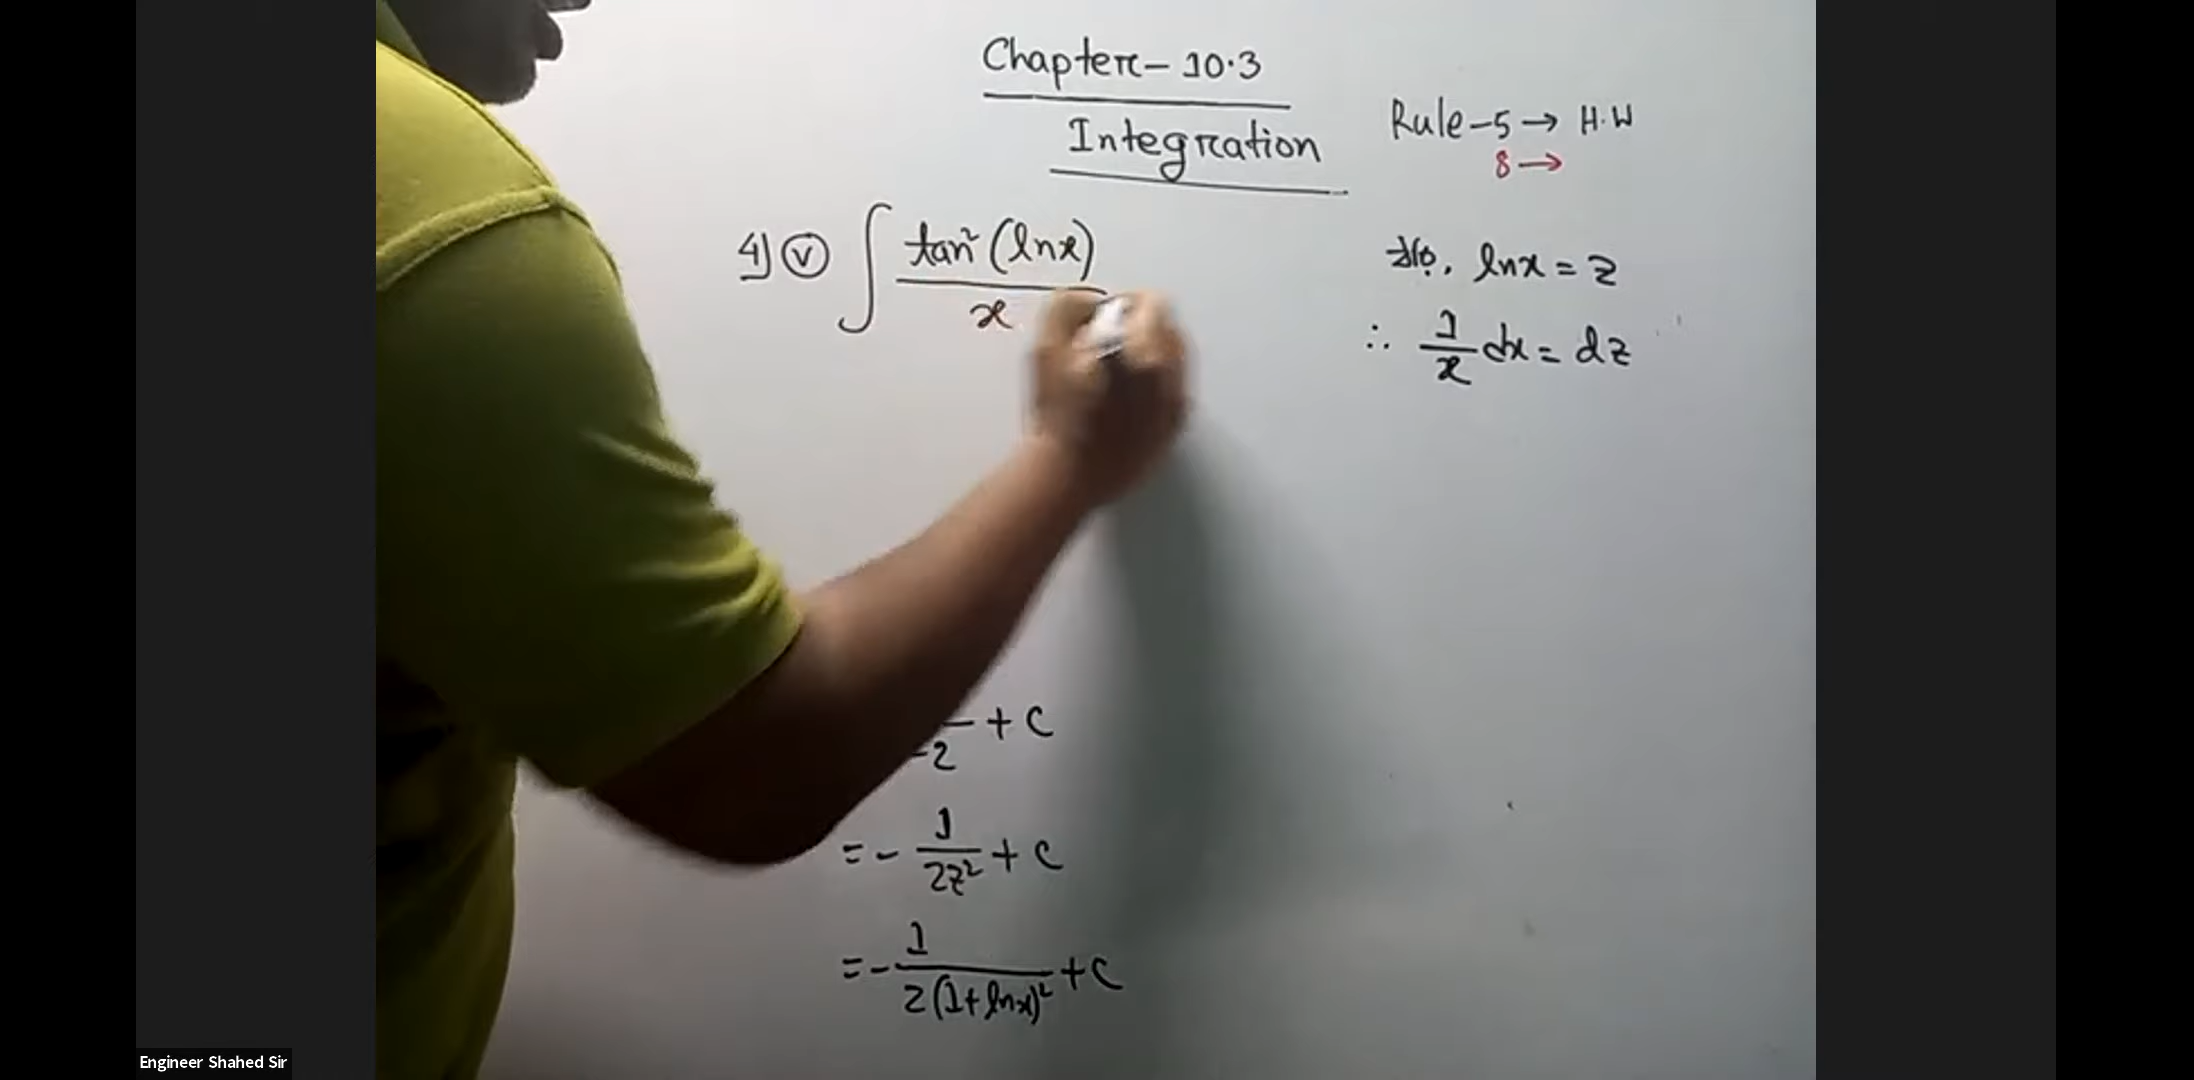 Chapter - 10.3
Integration
Rule-5 → H.W
8 →
4) (v) ∫ tan²(lnx) / x
ধরি, lnx = z
∴ 1/x dx = dz
-2 + c
= - 1/2z² + c
= - 1/2(1+lnx)² + c
Engineer Shahed Sir